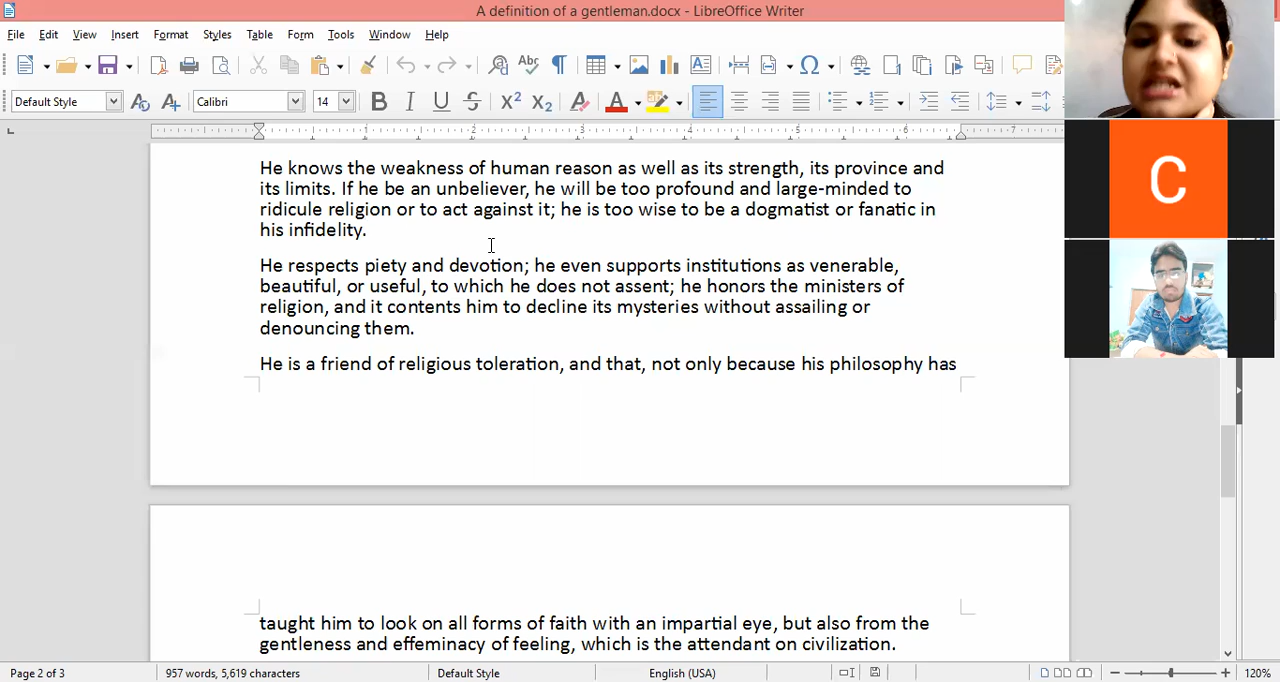 A definition of a gentleman.docx - LibreOffice Writer
File Edit View Insert Format Styles Table Form Tools Window Help
Default Style Calibri 14
1 2 3 4 5 6 7
He knows the weakness of human reason as well as its strength, its province and
its limits. If he be an unbeliever, he will be too profound and large-minded to
ridicule religion or to act against it; he is too wise to be a dogmatist or fanatic in
his infidelity.
He respects piety and devotion; he even supports institutions as venerable,
beautiful, or useful, to which he does not assent; he honors the ministers of
religion, and it contents him to decline its mysteries without assailing or
denouncing them.
He is a friend of religious toleration, and that, not only because his philosophy has
taught him to look on all forms of faith with an impartial eye, but also from the
gentleness and effeminacy of feeling, which is the attendant on civilization.
C
Page 2 of 3 957 words, 5,619 characters Default Style English (USA) 120%